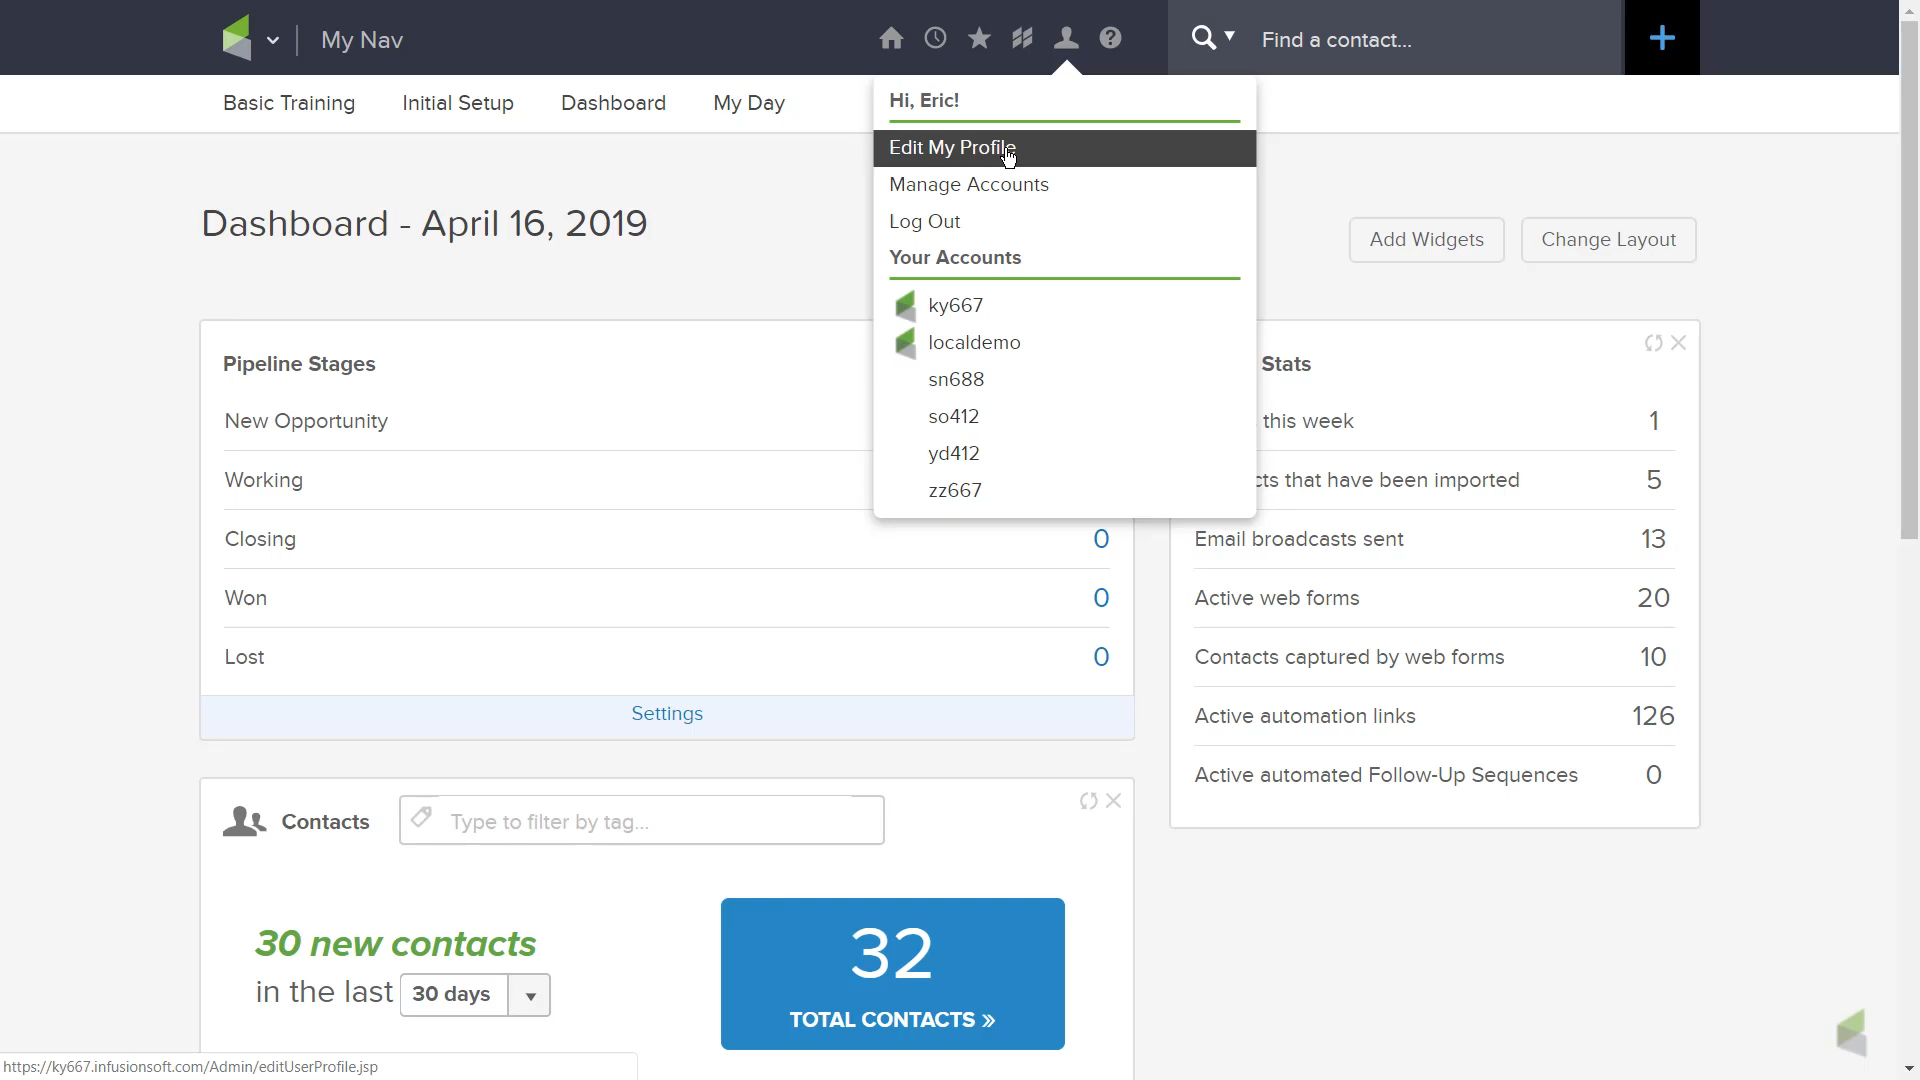 My Nav
Find a contact...
Basic Training
Initial Setup
Dashboard
My Day
Hi, Eric!
Edit My Profile
Manage Accounts
Log Out
Your Accounts
ky667
localdemo
sn688
so412
yd412
zz667
Dashboard - April 16, 2019
Add Widgets
Change Layout
Pipeline Stages
New Opportunity
Working
Closing 0
Won 0
Lost 0
Settings
Stats
this week 1
cts that have been imported 5
Email broadcasts sent 13
Active web forms 20
Contacts captured by web forms 10
Active automation links 126
Active automated Follow-Up Sequences 0
Contacts
Type to filter by tag...
30 new contacts
in the last 30 days
32
TOTAL CONTACTS »
https://ky667.infusionsoft.com/Admin/editUserProfile.jsp